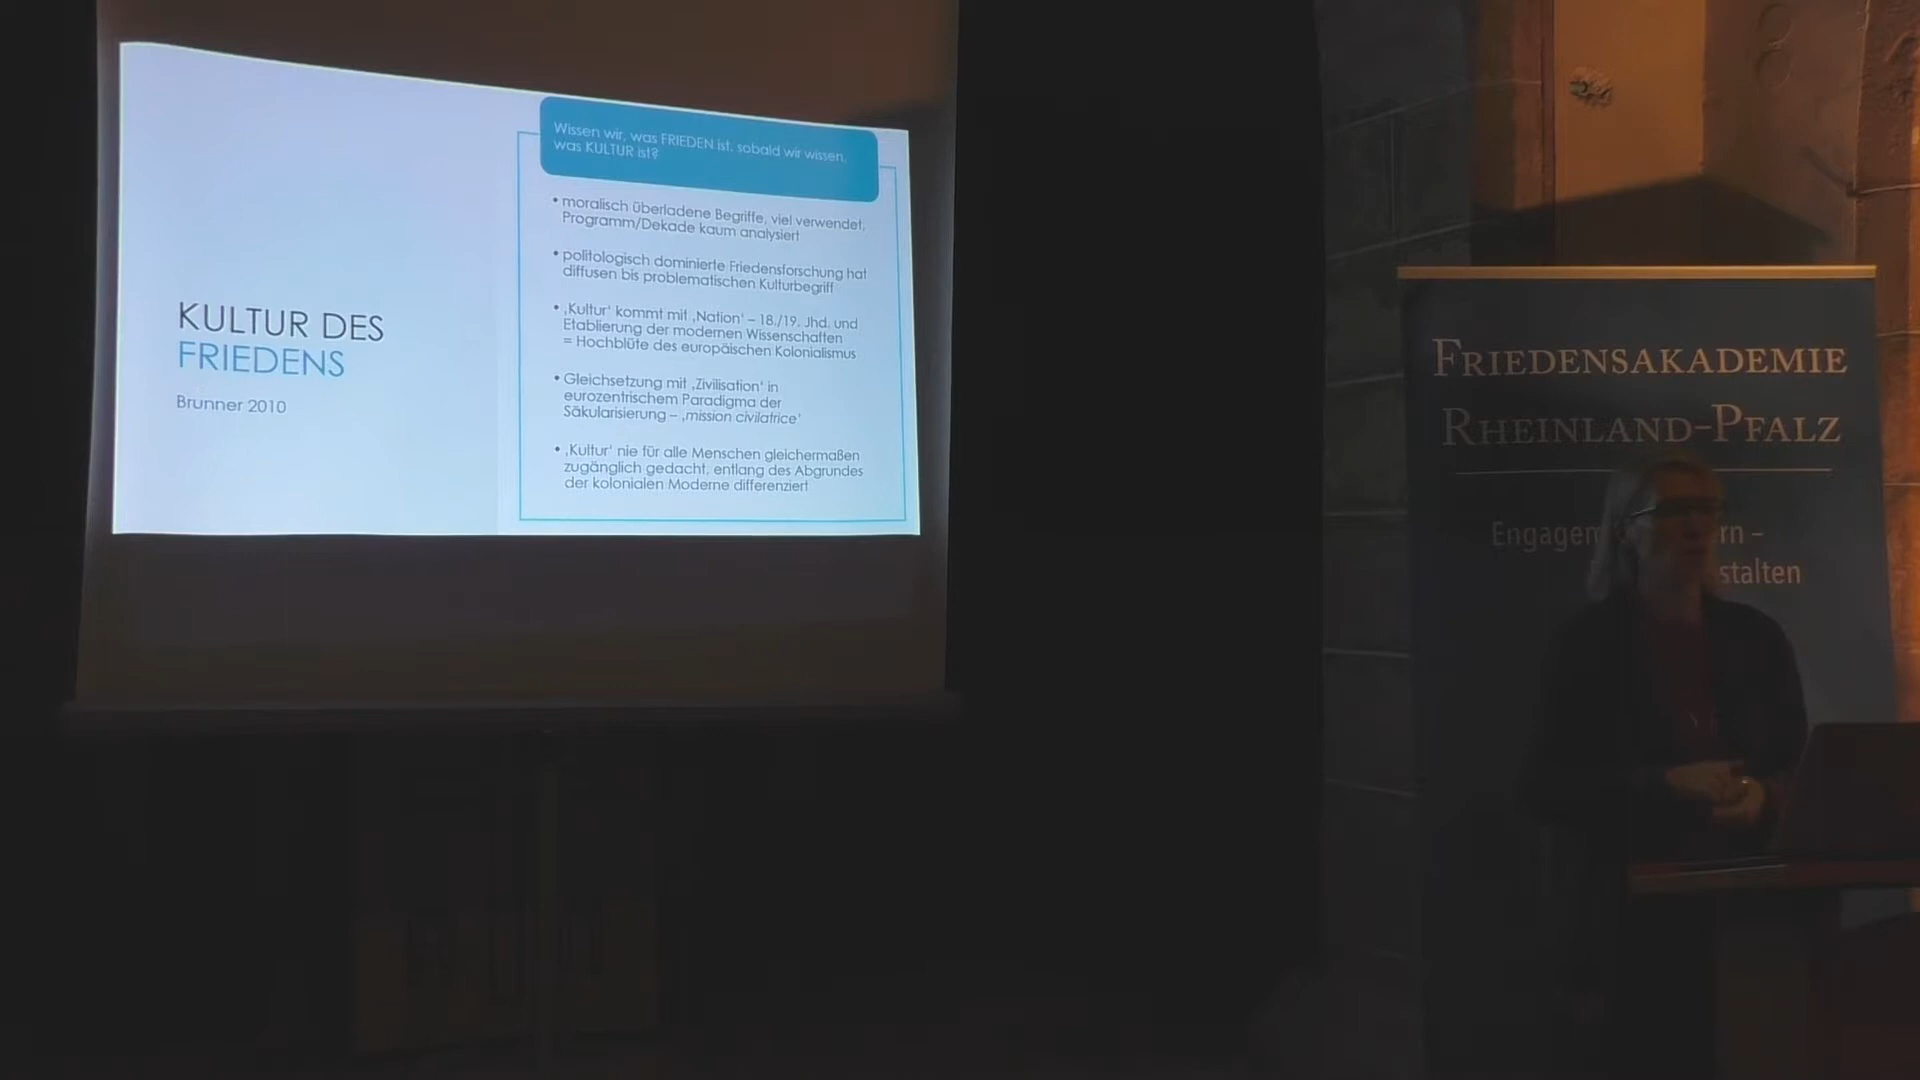 KULTUR DES
FRIEDENS
Brunner 2010
Wissen wir, was FRIEDEN ist, sobald wir wissen,
was KULTUR ist?
• moralisch überladene Begriffe, viel verwendet,
Programm/Dekade kaum analysiert
• politologisch dominierte Friedensforschung hat
diffusen bis problematischen Kulturbegriff
• ‚Kultur' kommt mit ‚Nation' – 18./19. Jhd. und
Etablierung der modernen Wissenschaften
= Hochblüte des europäischen Kolonialismus
• Gleichsetzung mit ‚Zivilisation' in
eurozentrischem Paradigma der
Säkularisierung – ‚mission civilatrice'
• ‚Kultur' nie für alle Menschen gleichermaßen
zugänglich gedacht, entlang des Abgrundes
der kolonialen Moderne differenziert
FRIEDENSAKADEMIE
RHEINLAND-PFALZ
Engagem rn –
stalten